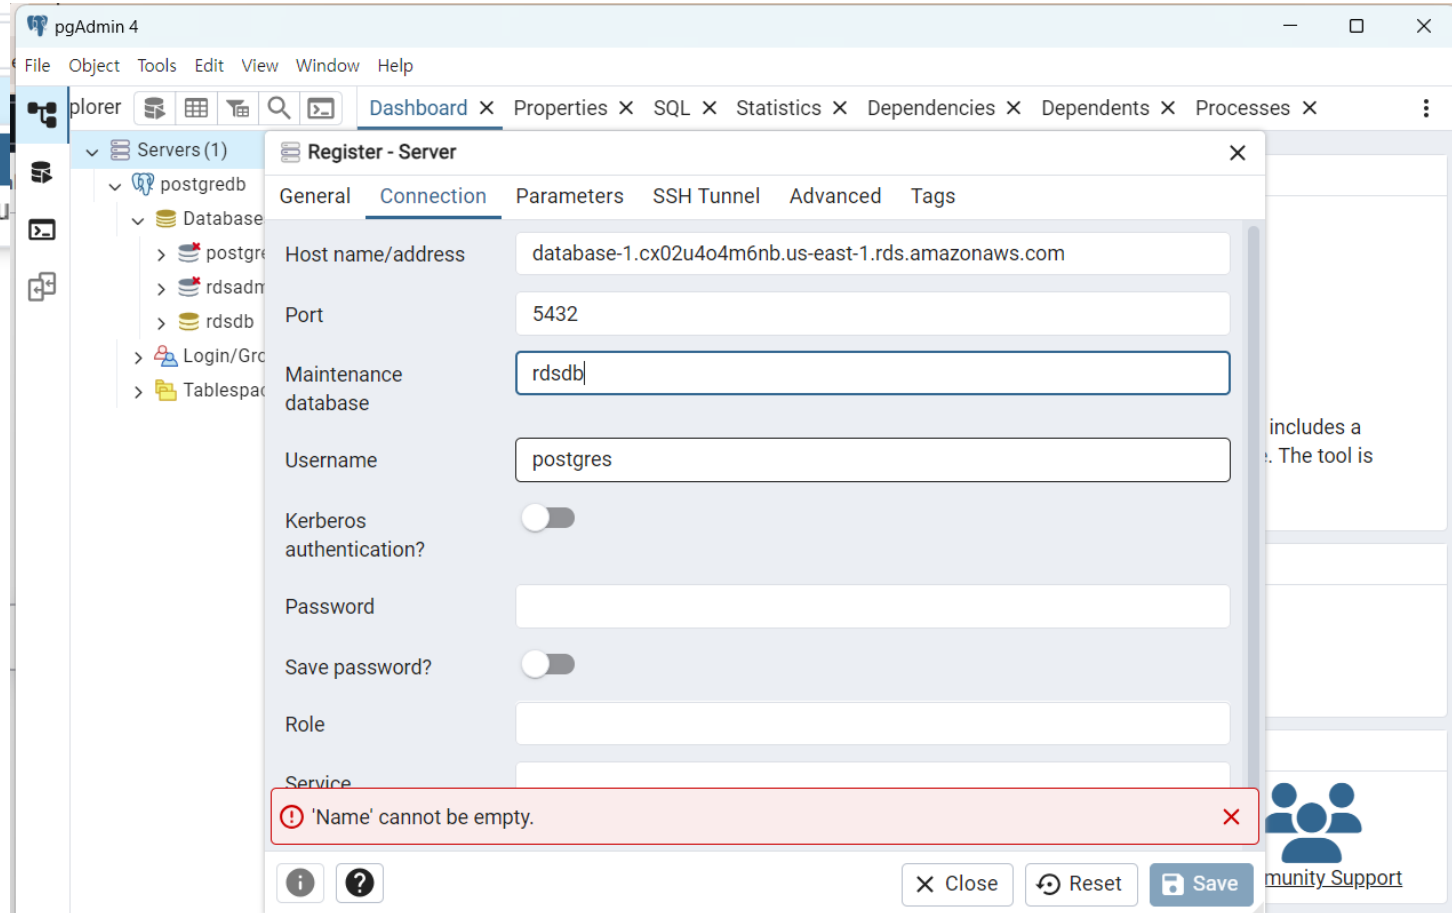 pgAdmin 4
File Object Tools Edit View Window Help
plorer Dashboard Properties SQL Statistics Dependencies Dependents Processes
Servers (1)
Register - Server
postgredb
General Connection Parameters SSH Tunnel Advanced Tags
Database
postgre
Host name/address database-1.cx02u4o4m6nb.us-east-1.rds.amazonaws.com
rdsadm
Port 5432
rdsdb
Login/Gro
Maintenance
database
rdsdb
Tablespac
includes a
. The tool is
Username postgres
Kerberos
authentication?
Password
Save password?
Role
Service
'Name' cannot be empty.
Close Reset Save
munity Support